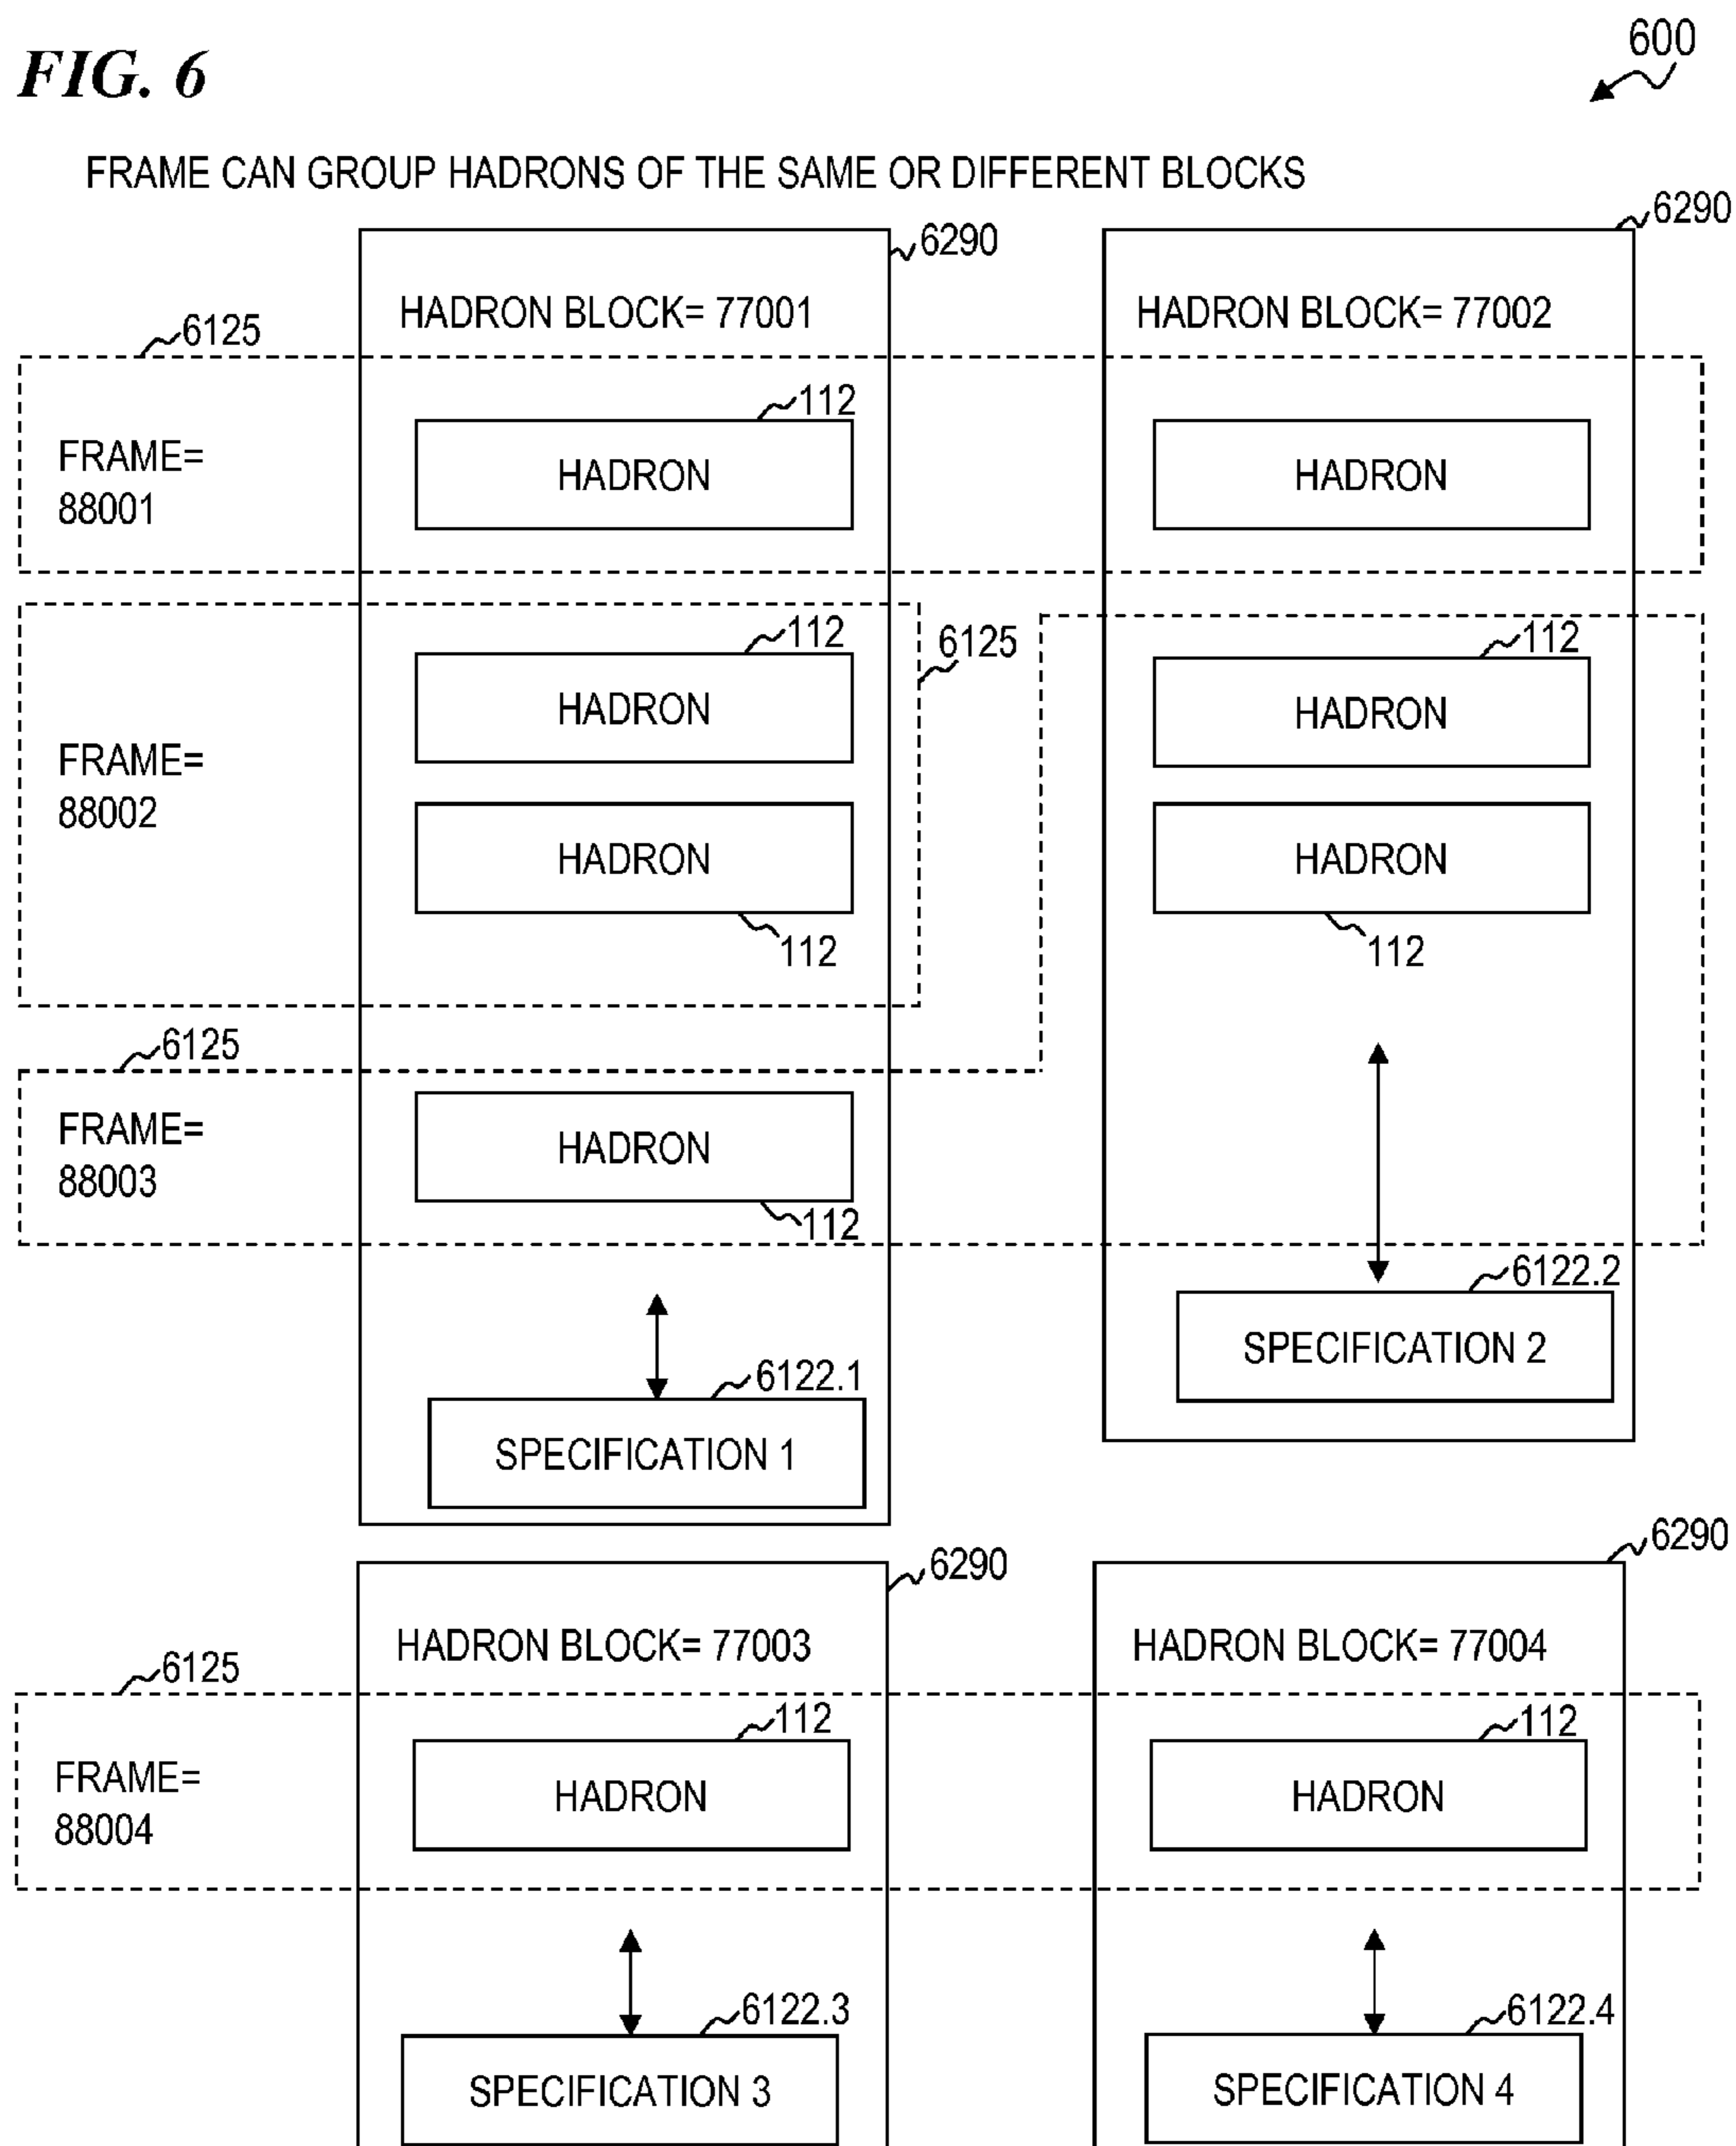 FIG. 6
600
FRAME CAN GROUP HADRONS OF THE SAME OR DIFFERENT BLOCKS
6290
6290
HADRON BLOCK= 77001
HADRON BLOCK= 77002
6125
112
FRAME=
88001
HADRON
HADRON
112
6125
112
HADRON
HADRON
FRAME=
88002
HADRON
HADRON
112
112
6125
FRAME=
88003
HADRON
112
6122.2
SPECIFICATION 2
6122.1
SPECIFICATION 1
6290
6290
HADRON BLOCK= 77003
HADRON BLOCK= 77004
6125
112
112
FRAME=
88004
HADRON
HADRON
6122.3
6122.4
SPECIFICATION 3
SPECIFICATION 4